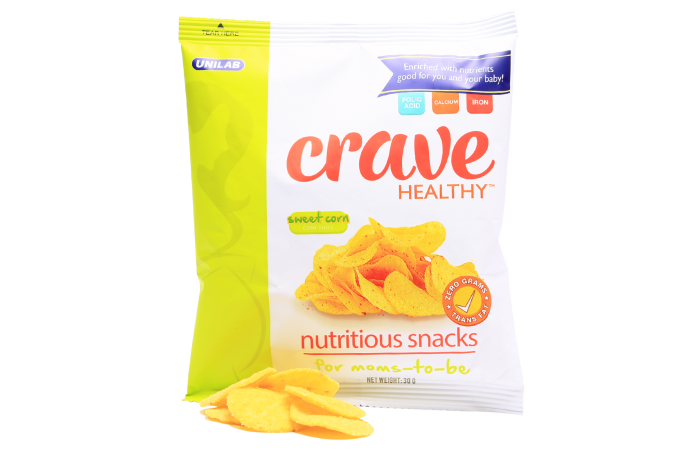 TEAR HERE
UNILAB
Enriched with nutrients
good for you and your baby!
FOLIC
ACID
CALCIUM
IRON
crave
HEALTHY™
sweet corn
ZERO GRAMS
TRANS FAT
nutritious snacks
for moms-to-be
NET WEIGHT: 30 G